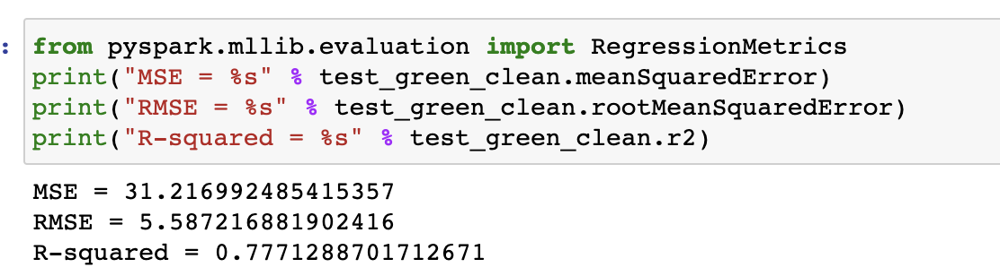 :
from pyspark.mllib.evaluation import RegressionMetrics
print("MSE = %s" % test_green_clean.meanSquaredError)
print("RMSE = %s" % test_green_clean.rootMeanSquaredError)
print("R-squared = %s" % test_green_clean.r2)
MSE = 31.216992485415357
RMSE = 5.587216881902416
R-squared = 0.7771288701712671